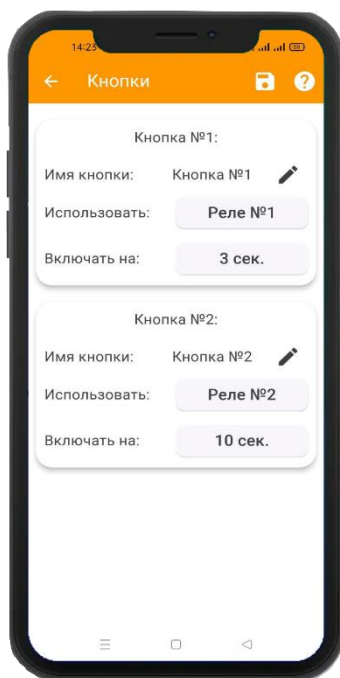 14:23
Кнопки
Кнопка №1:
Имя кнопки: Кнопка №1
Использовать: Реле №1
Включать на: 3 сек.
Кнопка №2:
Имя кнопки: Кнопка №2
Использовать: Реле №2
Включать на: 10 сек.